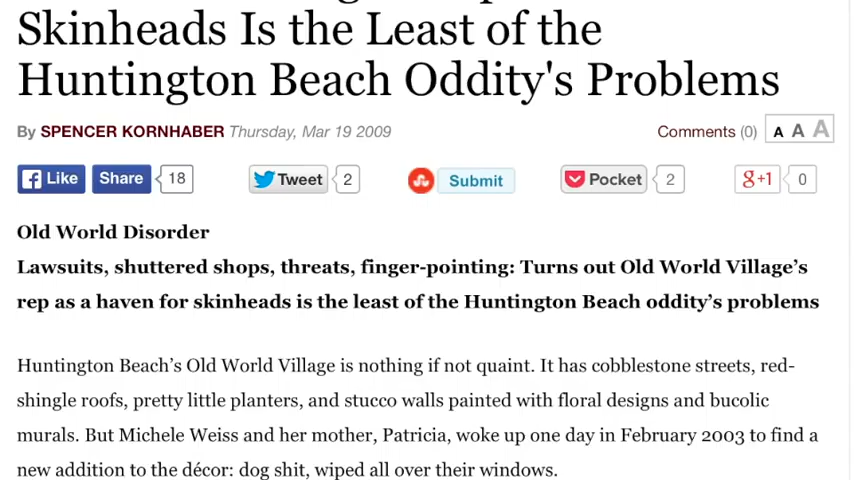 Skinheads Is the Least of the
Huntington Beach Oddity's Problems
By SPENCER KORNHABER Thursday, Mar 19 2009 Comments (0) A A A
Like Share 18 Tweet 2 Submit Pocket 2 g+1 0
Old World Disorder
Lawsuits, shuttered shops, threats, finger-pointing: Turns out Old World Village’s
rep as a haven for skinheads is the least of the Huntington Beach oddity’s problems
Huntington Beach’s Old World Village is nothing if not quaint. It has cobblestone streets, red-
shingle roofs, pretty little planters, and stucco walls painted with floral designs and bucolic
murals. But Michele Weiss and her mother, Patricia, woke up one day in February 2003 to find a
new addition to the décor: dog shit, wiped all over their windows.